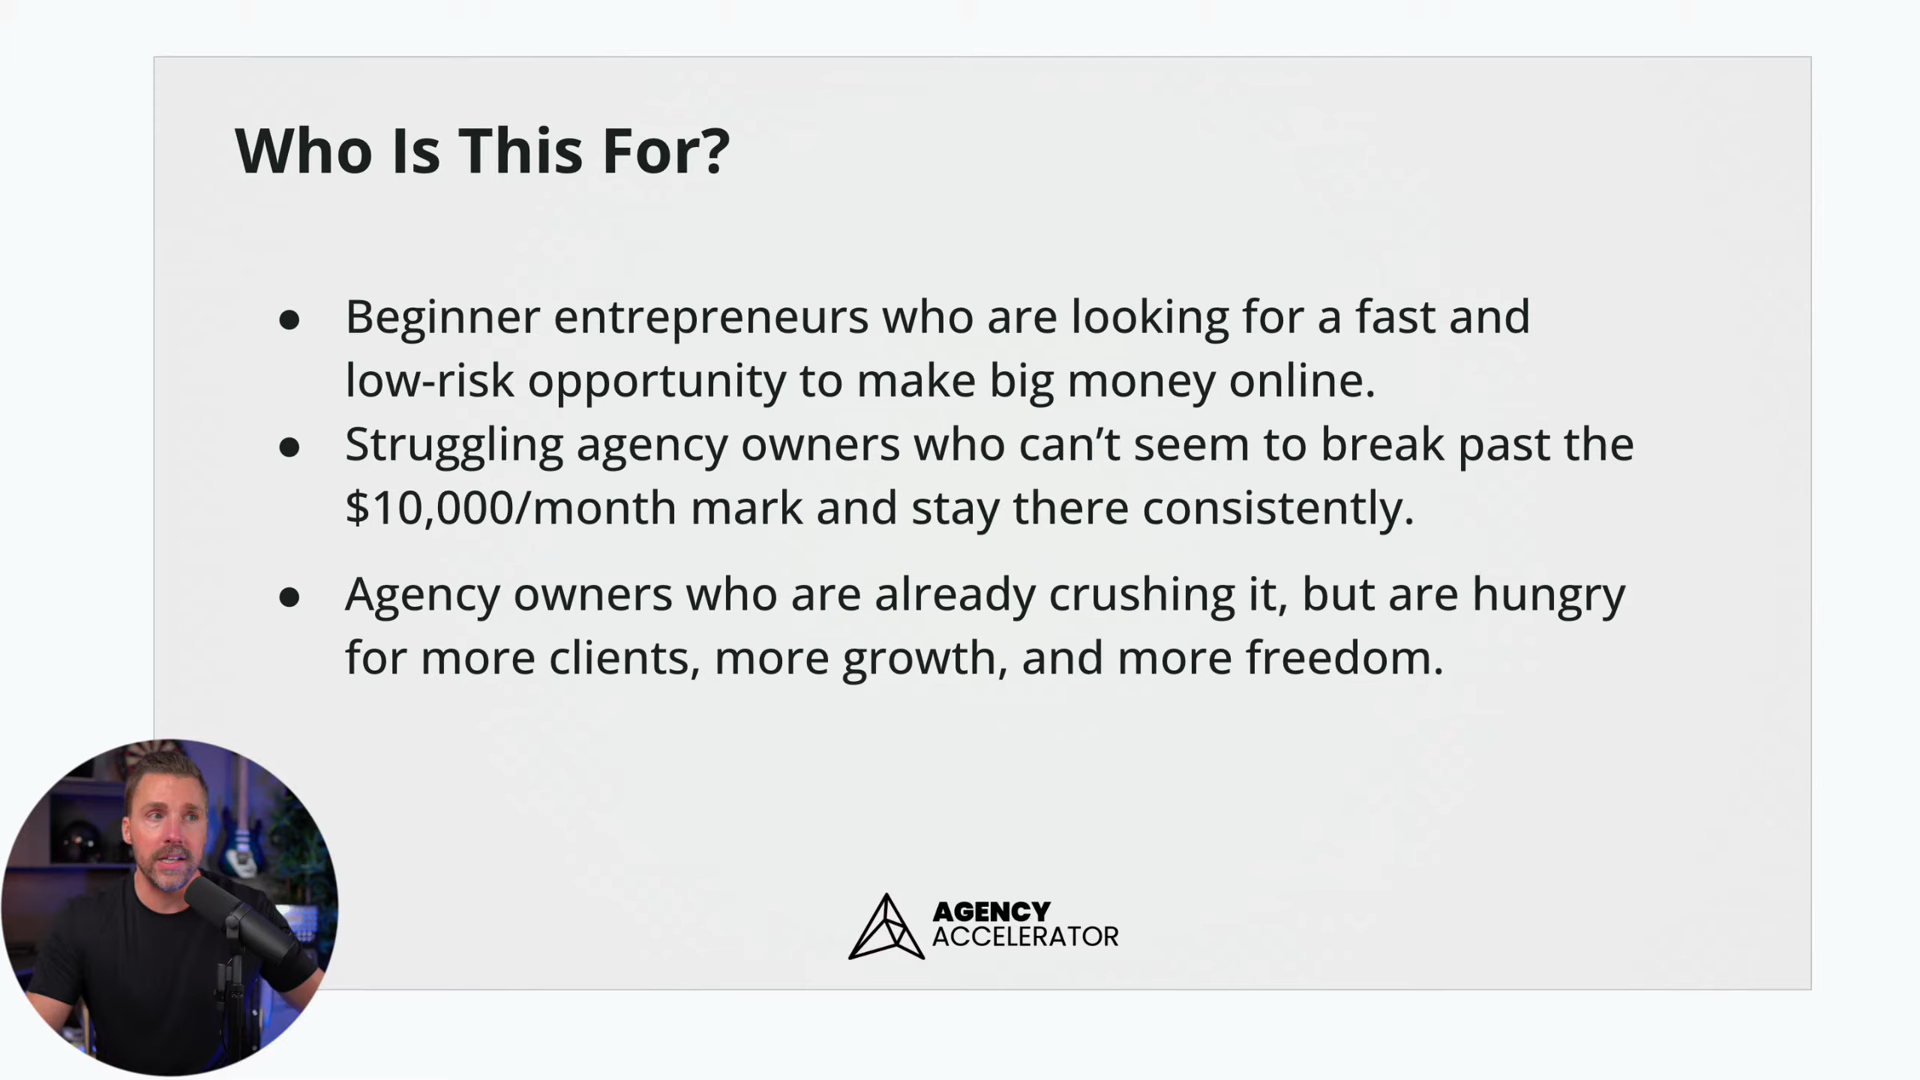 Who Is This For?
● Beginner entrepreneurs who are looking for a fast and
low-risk opportunity to make big money online.
● Struggling agency owners who can’t seem to break past the
$10,000/month mark and stay there consistently.
● Agency owners who are already crushing it, but are hungry
for more clients, more growth, and more freedom.
AGENCY
ACCELERATOR